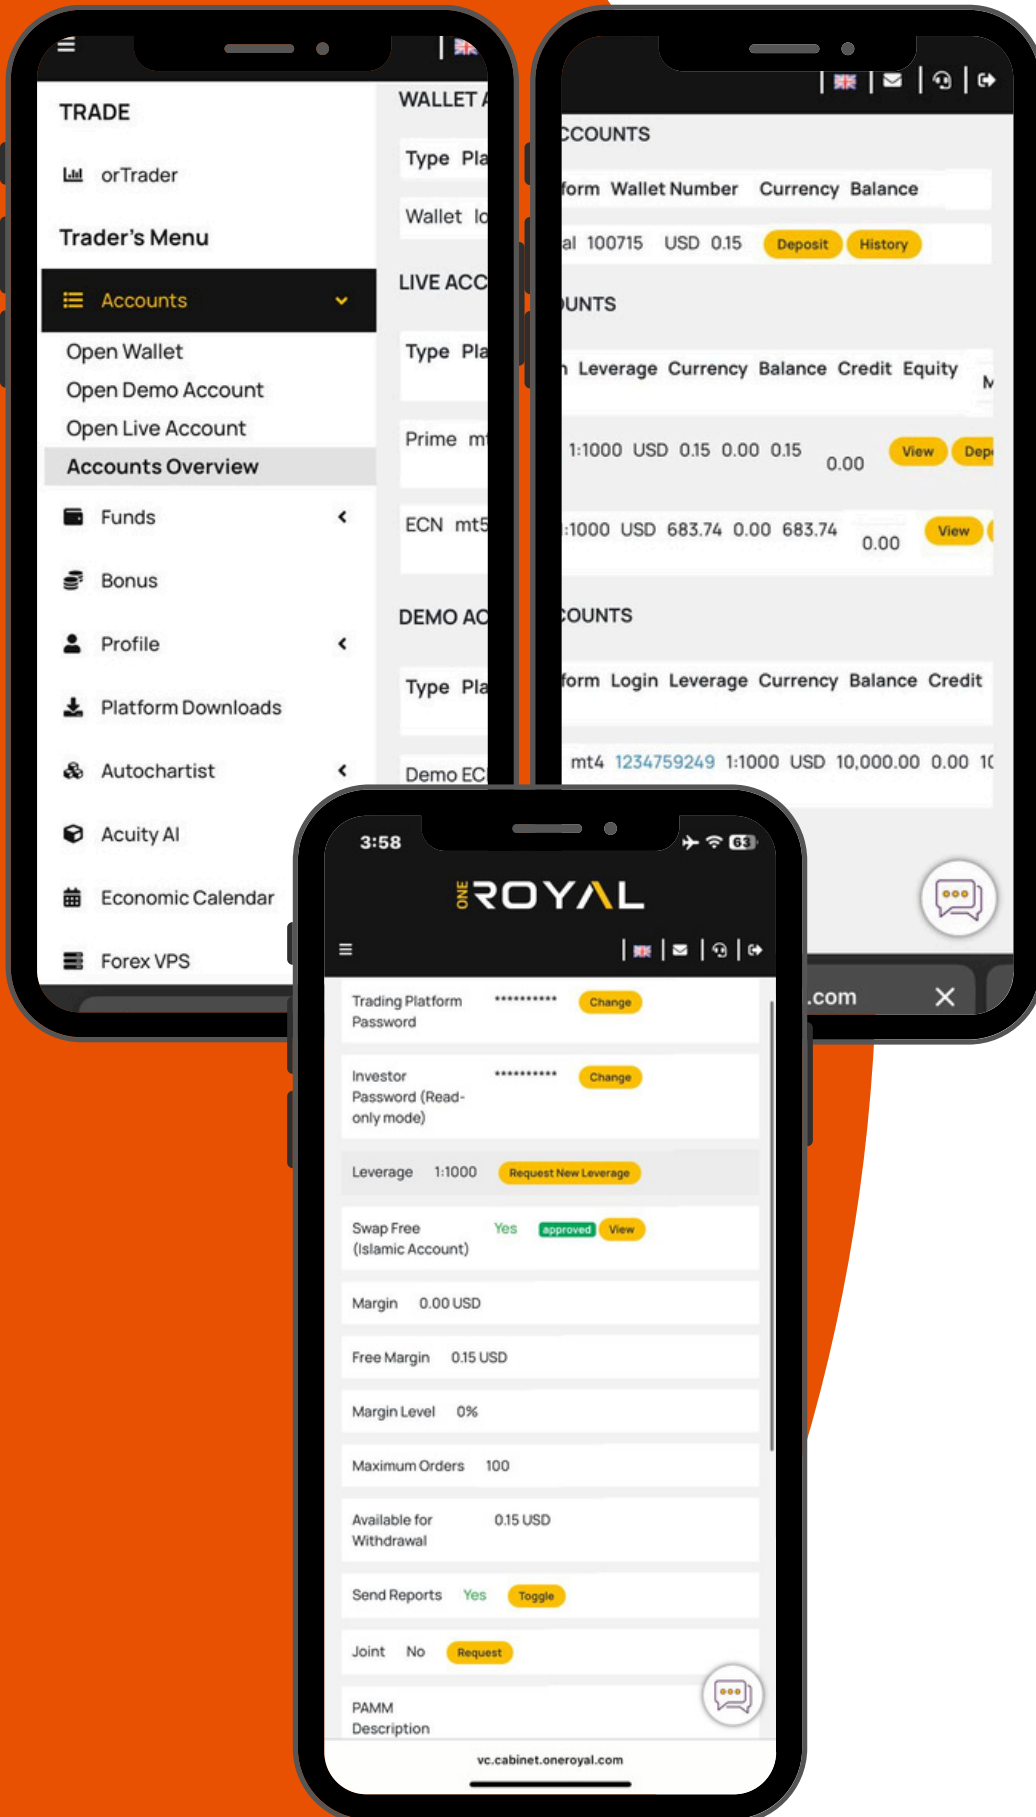 TRADE
orTrader
Trader's Menu
Accounts
Open Wallet
Open Demo Account
Open Live Account
Accounts Overview
Funds
Bonus
Profile
Platform Downloads
Autochartist
Acuity AI
Economic Calendar
Forex VPS
WALLET
Type Pla
Wallet
LIVE ACC
Type Pla
Prime
ECN mt5
DEMO AC
Type Pla
Demo EC
CCOUNTS
form Wallet Number Currency Balance
al 100715 USD 0.15 Deposit History
OUNTS
Leverage Currency Balance Credit Equity
1:1000 USD 0.15 0.00 0.15 0.00 View Dep
:1000 USD 683.74 0.00 683.74 0.00 View
COUNTS
form Login Leverage Currency Balance Credit
mt4 1234759249 1:1000 USD 10,000.00 0.00 10
.com
3:58 63
ONE ROYAL
Trading Platform
Password ********** Change
Investor
Password (Read-
only mode) ********** Change
Leverage 1:1000 Request New Leverage
Swap Free
(Islamic Account) Yes approved View
Margin 0.00 USD
Free Margin 0.15 USD
Margin Level 0%
Maximum Orders 100
Available for
Withdrawal 0.15 USD
Send Reports Yes Toggle
Joint No Request
PAMM
Description
vc.cabinet.oneroyal.com